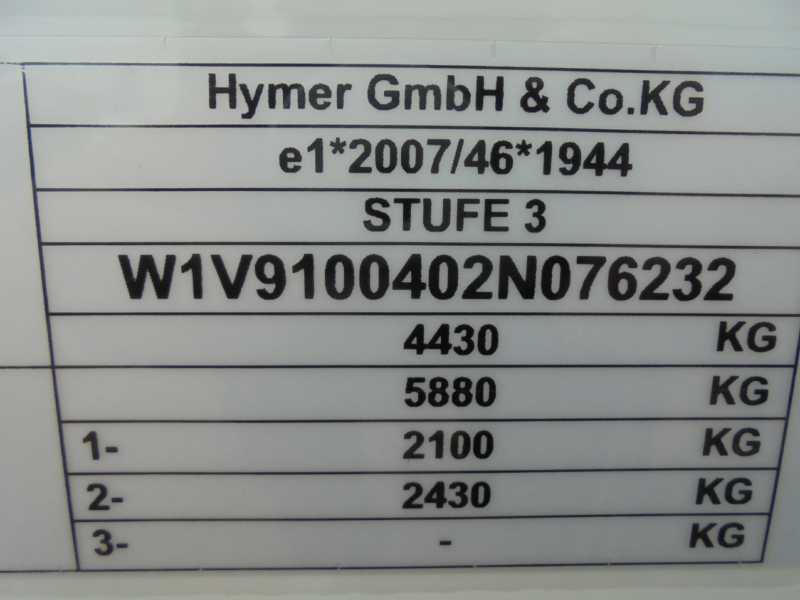 Hymer GmbH & Co.KG
e1*2007/46*1944
STUFE 3
W1V9100402N076232
4430 KG
5880 KG
1- 2100 KG
2- 2430 KG
3- - KG